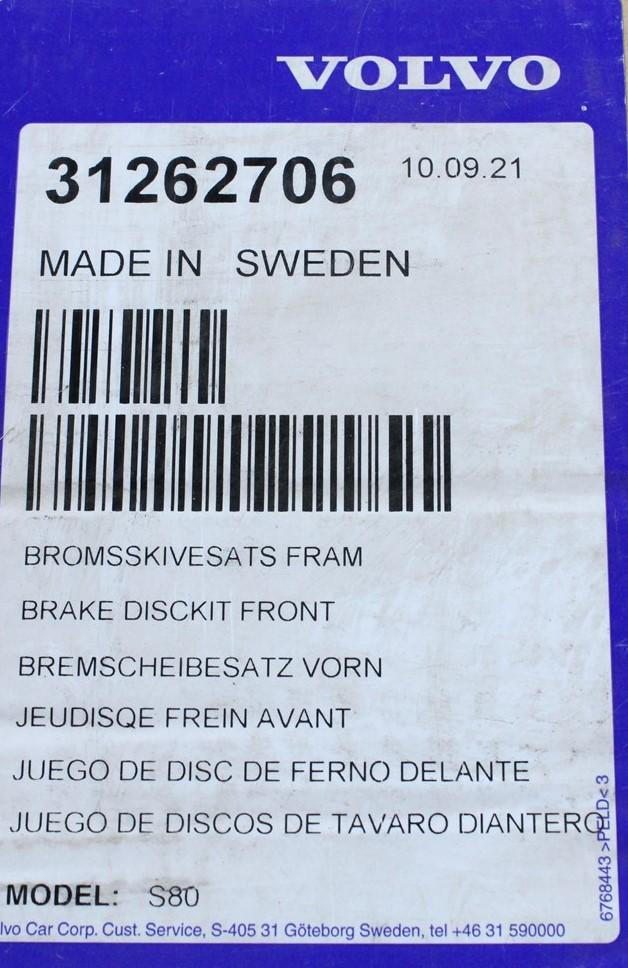 VOLVO
31262706 10.09.21
MADE IN SWEDEN
BROMSSKIVESATS FRAM
BRAKE DISCKIT FRONT
BREMSCHEIBESATZ VORN
JEUDISQE FREIN AVANT
JUEGO DE DISC DE FERNO DELANTE
JUEGO DE DISCOS DE TAVARO DIANTERO
MODEL: S80
lvo Car Corp. Cust. Service, S-405 31 Göteborg Sweden, tel +46 31 590000
6768443 >PELD< 3